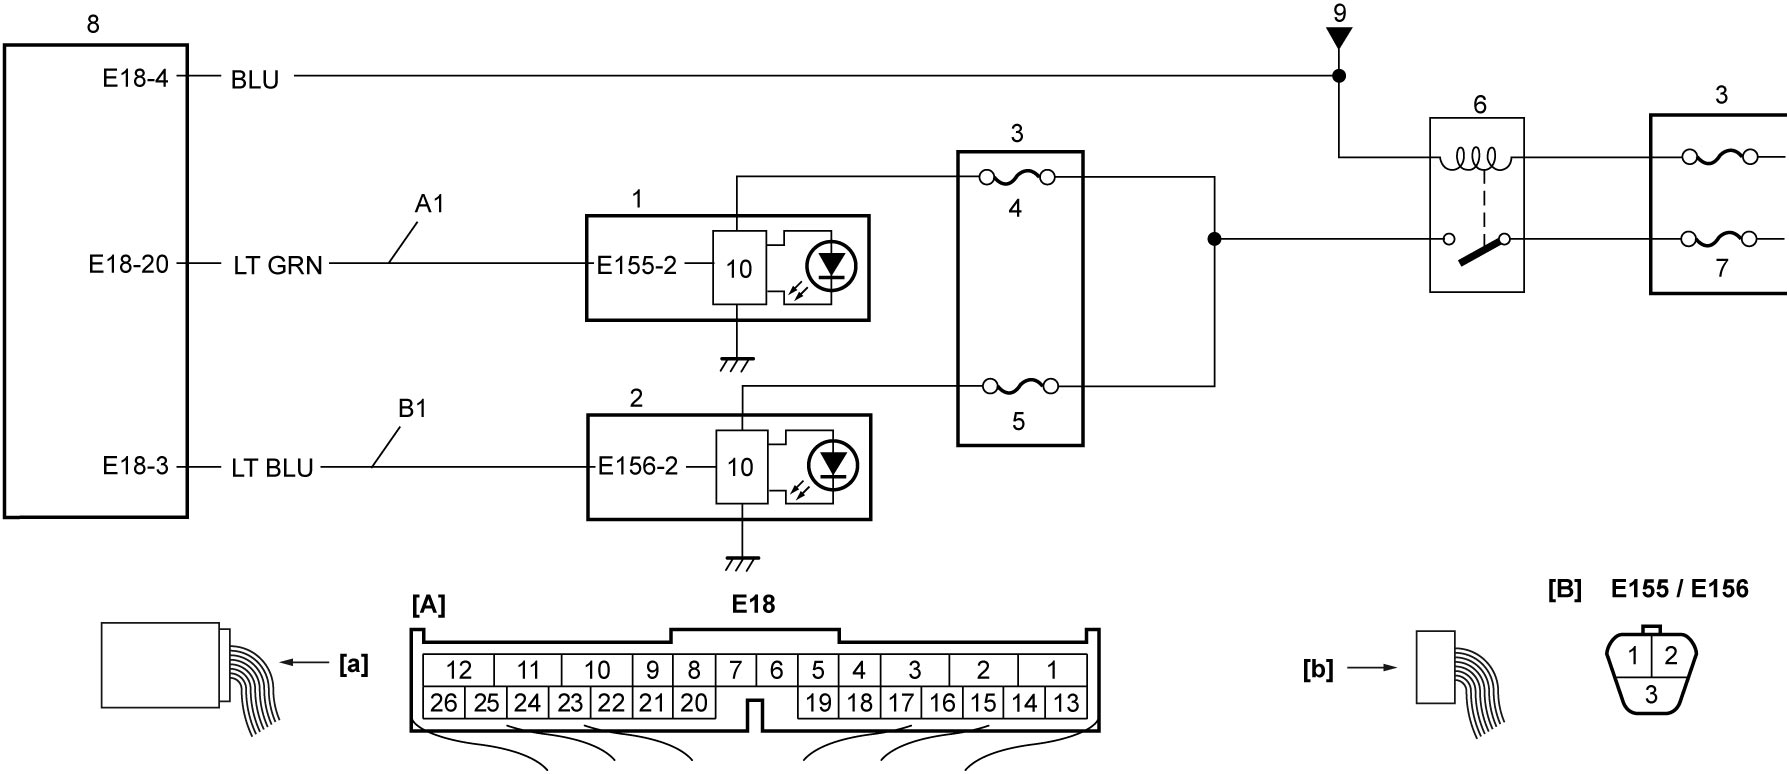 8
9
E18-4 BLU
6
3
3
4
A1
1
E18-20 LT GRN
E155-2 10
7
B1
2
5
E18-3 LT BLU
E156-2 10
[A] E18
[B] E155 / E156
[a]
12 11 10 9 8 7 6 5 4 3 2 1
26 25 24 23 22 21 20 19 18 17 16 15 14 13
[b]
1 2
3